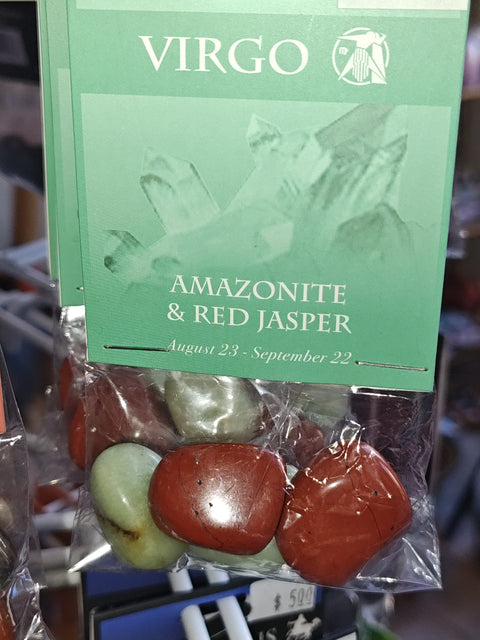 VIRGO
AMAZONITE
& RED JASPER
August 23 - September 22